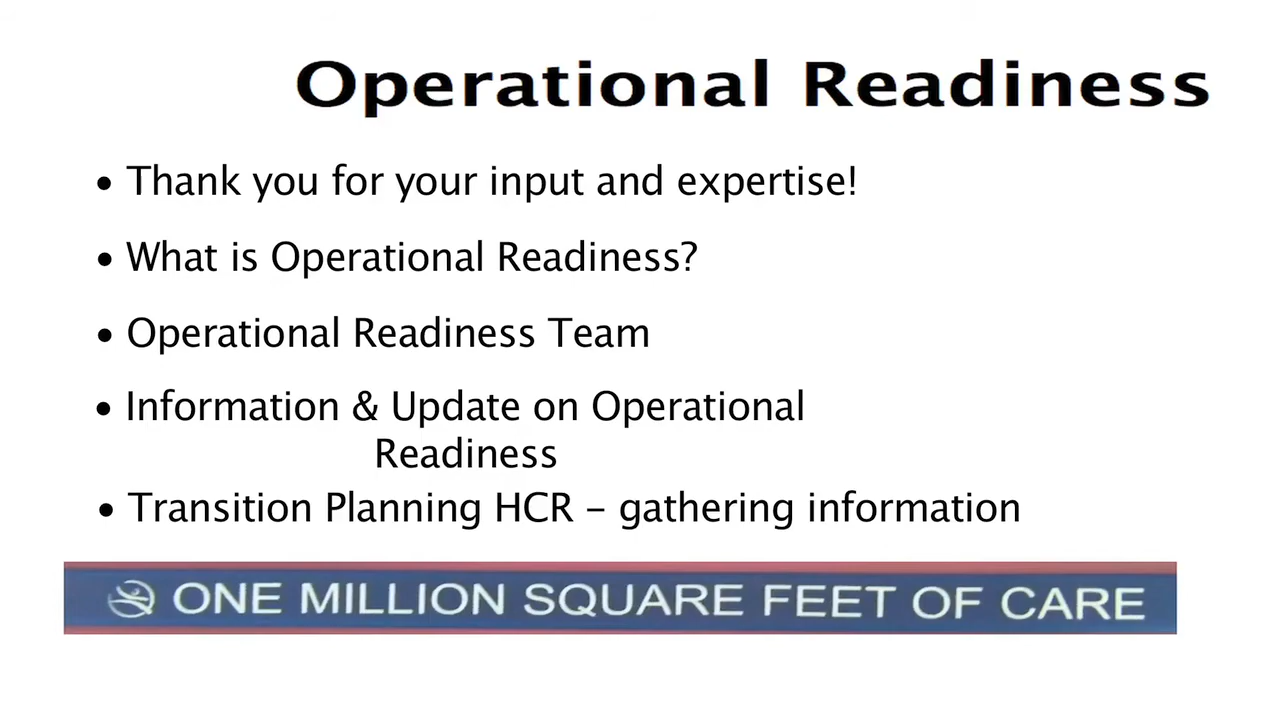 Operational Readiness
• Thank you for your input and expertise!
• What is Operational Readiness?
• Operational Readiness Team
• Information & Update on Operational
Readiness
• Transition Planning HCR – gathering information
ONE MILLION SQUARE FEET OF CARE